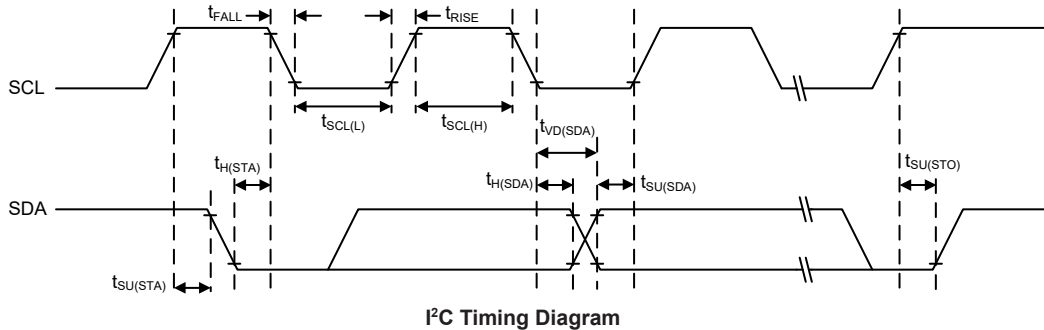 tFALL
tRISE
SCL
tSCL(L)
tSCL(H)
tVD(SDA)
tH(STA)
tH(SDA)
tSU(SDA)
tSU(STO)
SDA
tSU(STA)
I²C Timing Diagram